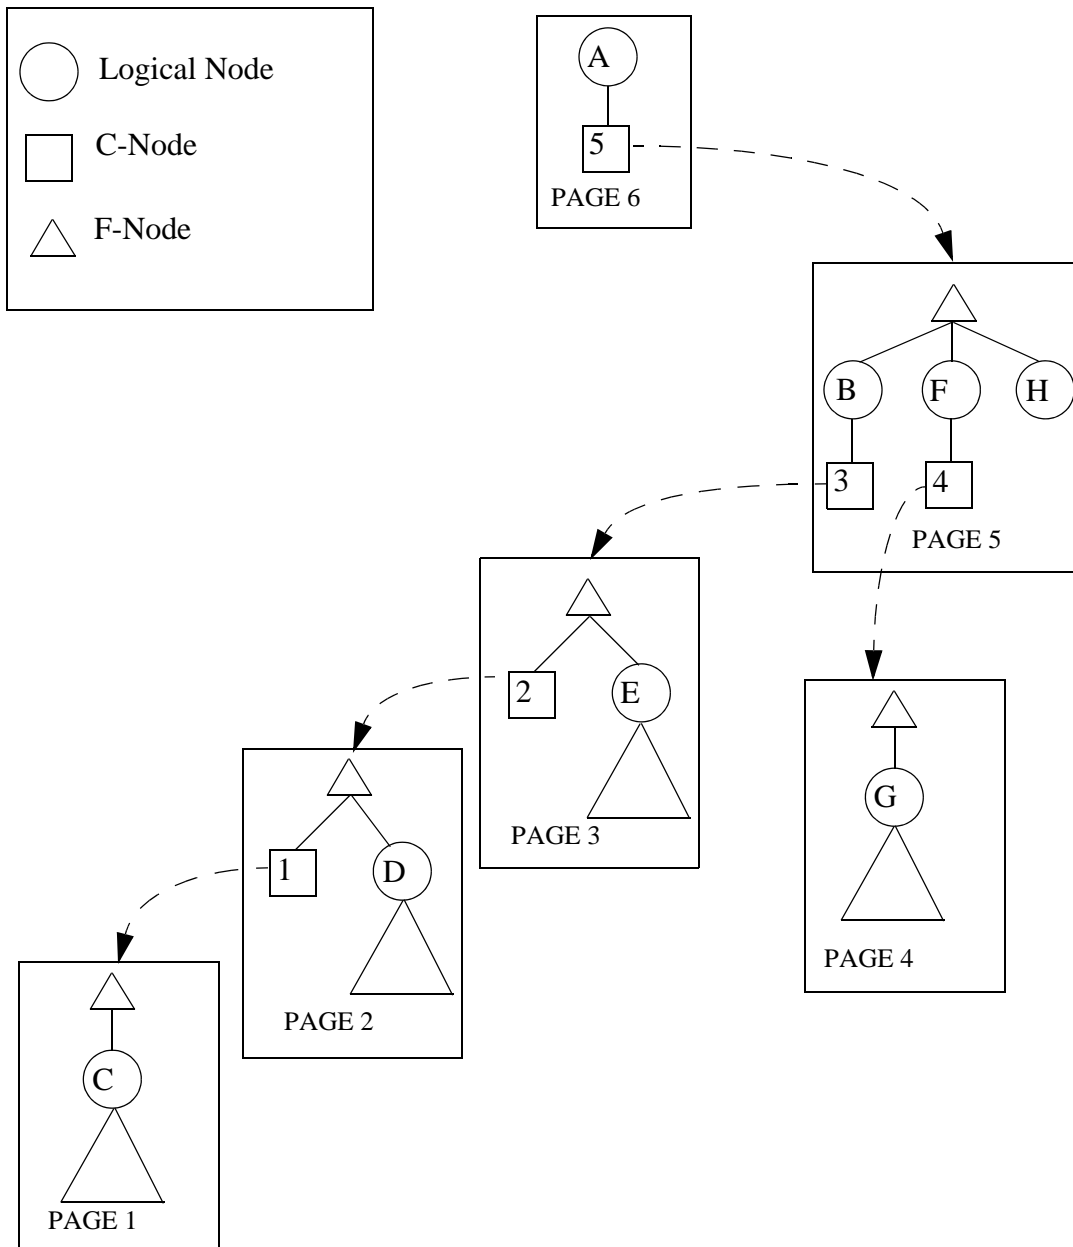 Logical Node
C-Node
F-Node
A
5
PAGE 6
B
F
H
3
4
PAGE 5
2
E
PAGE 3
G
PAGE 4
1
D
PAGE 2
C
PAGE 1